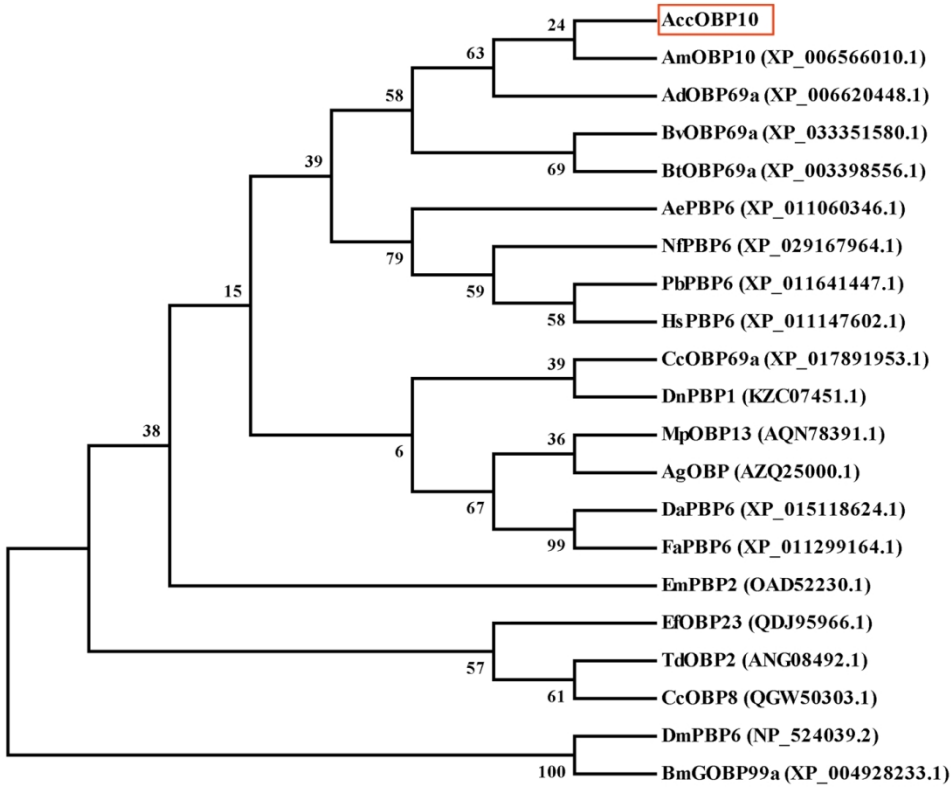 AccOBP10
24
AmOBP10 (XP_006566010.1)
63
AdOBP69a (XP_006620448.1)
58
BvOBP69a (XP_033351580.1)
39
69
BtOBP69a (XP_003398556.1)
AePBP6 (XP_011060346.1)
79
NfPBP6 (XP_029167964.1)
15
59
PbPBP6 (XP_011641447.1)
58
HsPBP6 (XP_011147602.1)
39
CcOBP69a (XP_017891953.1)
DnPBP1 (KZC07451.1)
38
6
36
MpOBP13 (AQN78391.1)
AgOBP (AZQ25000.1)
67
DaPBP6 (XP_015118624.1)
99
FaPBP6 (XP_011299164.1)
EmPBP2 (OAD52230.1)
EfOBP23 (QDJ95966.1)
57
TdOBP2 (ANG08492.1)
61
CcOBP8 (QGW50303.1)
DmPBP6 (NP_524039.2)
100
BmGOBP99a (XP_004928233.1)